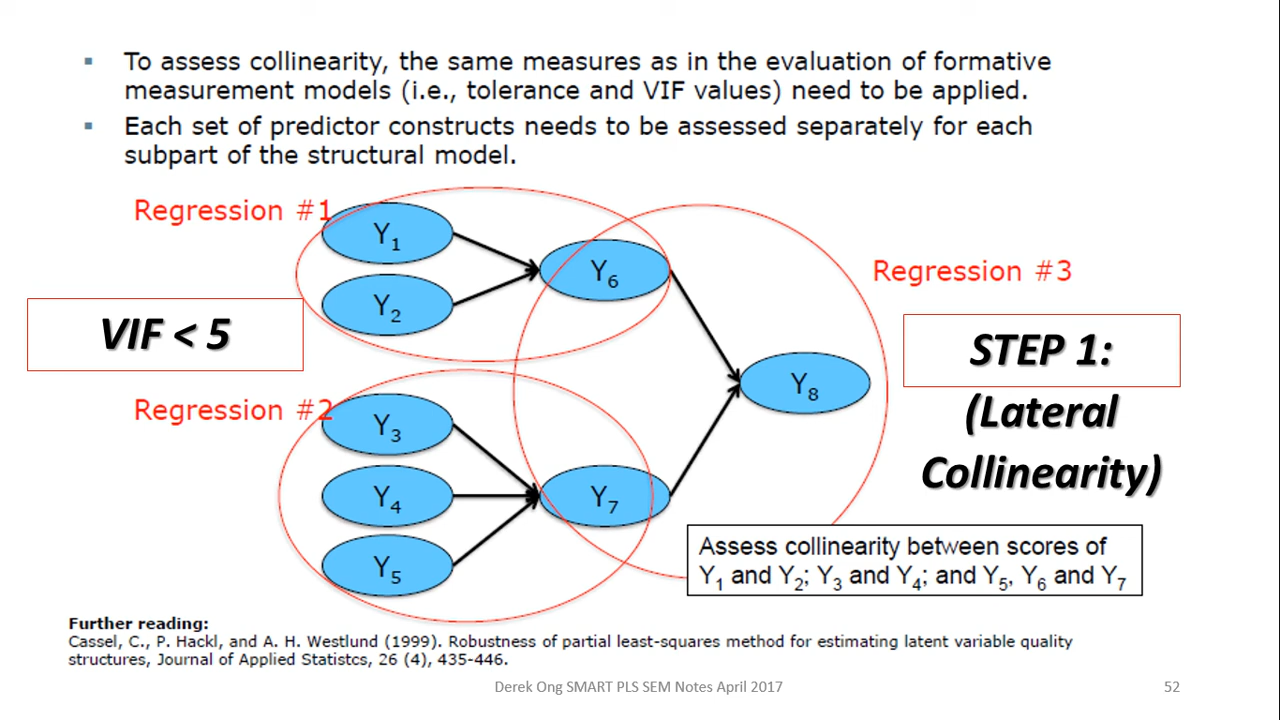 ▪ To assess collinearity, the same measures as in the evaluation of formative
measurement models (i.e., tolerance and VIF values) need to be applied.
▪ Each set of predictor constructs needs to be assessed separately for each
subpart of the structural model.
Regression #1
Y1
Y2
Y6
Regression #3
VIF < 5
STEP 1:
(Lateral
Collinearity)
Y8
Regression #2
Y3
Y4
Y5
Y7
Assess collinearity between scores of
Y1 and Y2; Y3 and Y4; and Y5, Y6 and Y7
Further reading:
Cassel, C., P. Hackl, and A. H. Westlund (1999). Robustness of partial least-squares method for estimating latent variable quality
structures, Journal of Applied Statistcs, 26 (4), 435-446.
Derek Ong SMART PLS SEM Notes April 2017
52